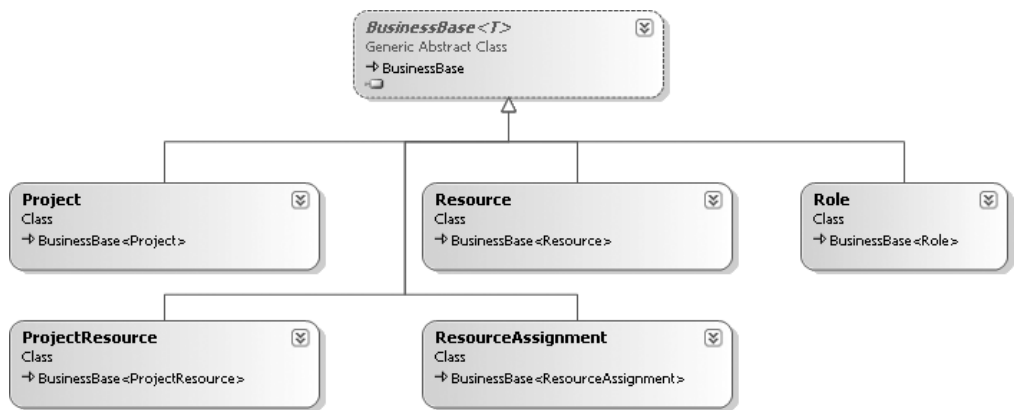 BusinessBase<T>
Generic Abstract Class
BusinessBase
Project
Class
BusinessBase<Project>
Resource
Class
BusinessBase<Resource>
Role
Class
BusinessBase<Role>
ProjectResource
Class
BusinessBase<ProjectResource>
ResourceAssignment
Class
BusinessBase<ResourceAssignment>